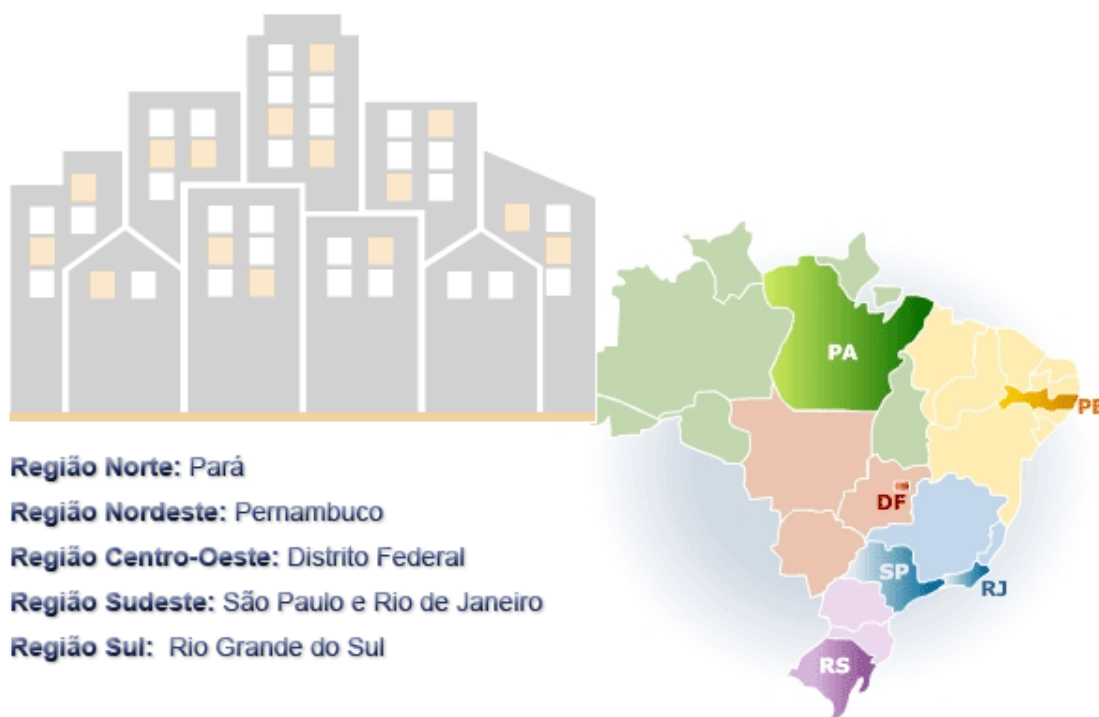 Região Norte: Pará
Região Nordeste: Pernambuco
Região Centro-Oeste: Distrito Federal
Região Sudeste: São Paulo e Rio de Janeiro
Região Sul: Rio Grande do Sul
PA
PE
DF
SP
RJ
RS